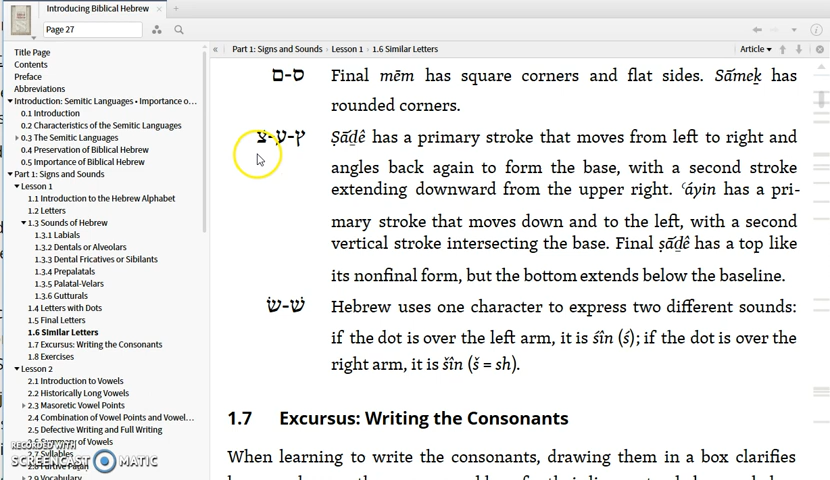 Introducing Biblical Hebrew
Page 27
Article
Part 1: Signs and Sounds › Lesson 1 › 1.6 Similar Letters
Title Page
Contents
Preface
Abbreviations
Introduction: Semitic Languages • Importance o...
0.1 Introduction
0.2 Characteristics of the Semitic Languages
0.3 The Semitic Languages
0.4 Preservation of Biblical Hebrew
0.5 Importance of Biblical Hebrew
Part 1: Signs and Sounds
Lesson 1
1.1 Introduction to the Hebrew Alphabet
1.2 Letters
1.3 Sounds of Hebrew
1.3.1 Labials
1.3.2 Dentals or Alveolars
1.3.3 Dental Fricatives or Sibilants
1.3.4 Prepalatals
1.3.5 Palatal-Velars
1.3.6 Gutturals
1.4 Letters with Dots
1.5 Final Letters
1.6 Similar Letters
1.7 Excursus: Writing the Consonants
1.8 Exercises
Lesson 2
2.1 Introduction to Vowels
2.2 Historically Long Vowels
2.3 Masoretic Vowel Points
2.4 Combination of Vowel Points and Vowel...
2.5 Defective Writing and Full Writing
2.6 Summary of Vowels
2.7 Syllables
2.8 Furtive Pataḥ
RECORDED WITH
SCREENCAST MATIC
ס-ם Final mēm has square corners and flat sides. Sāmeḵ has
rounded corners.
ץ-ע-צ Ṣāḏê has a primary stroke that moves from left to right and
angles back again to form the base, with a second stroke
extending downward from the upper right. ʿáyin has a pri-
mary stroke that moves down and to the left, with a second
vertical stroke intersecting the base. Final ṣāḏê has a top like
its nonfinal form, but the bottom extends below the baseline.
שׁ-שׂ Hebrew uses one character to express two different sounds:
if the dot is over the left arm, it is śîn (ś); if the dot is over the
right arm, it is šîn (š = sh).
1.7 Excursus: Writing the Consonants
When learning to write the consonants, drawing them in a box clarifies